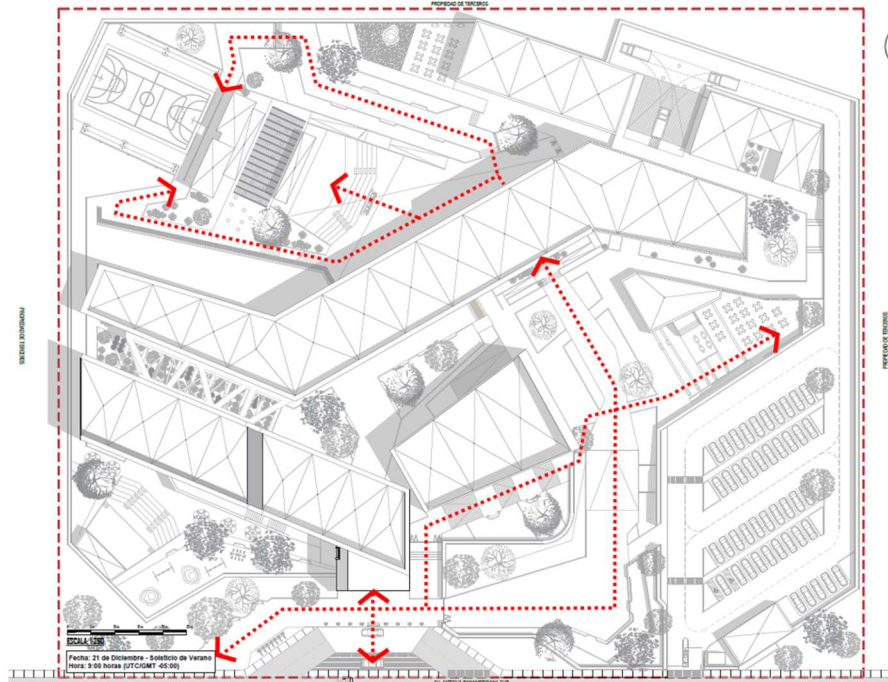 PROPIEDAD DE TERCEROS
PROPIEDAD DE TERCEROS
PROPIEDAD DE TERCEROS
ESCALA 1:250
Fecha: 21 de Diciembre - Solsticio de Verano
Hora: 9:00 horas (UTC/GMT -05:00)